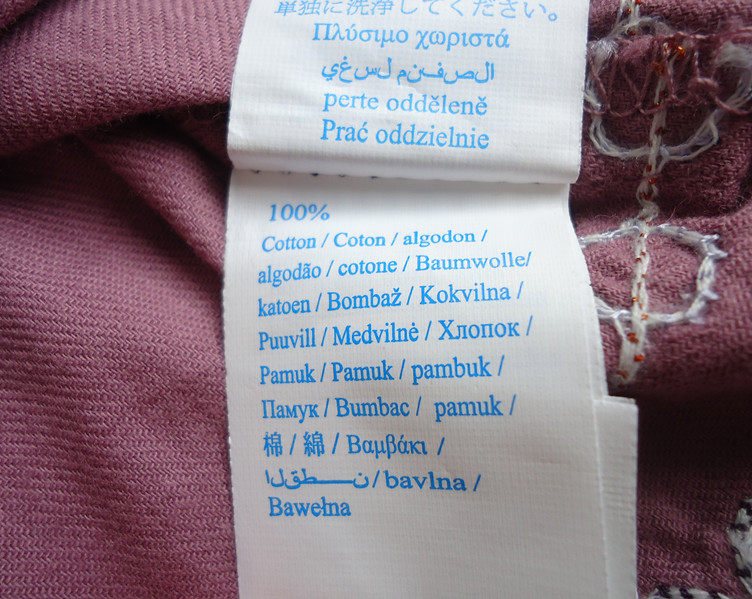 単独に洗浄してください。
Πλύσιμο χωριστά
الصفنم لسغي
perte odděleně
Prać oddzielnie
100%
Cotton / Coton / algodon /
algodão / cotone / Baumwolle/
katoen / Bombaž / Kokvilna /
Puuvill / Medvilnė / Хлопок /
Pamuk / Pamuk / pambuk /
Памук / Bumbac / pamuk /
棉 / 綿 / Βαμβάκι /
نـــــطقلا / bavlna /
Bawełna